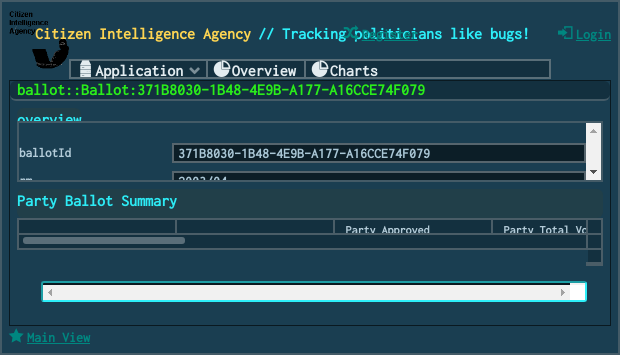 Citizen
Intelligence
Agency
Citizen Intelligence Agency // Tracking politicians like bugs!
Register
Login
Application
Overview
Charts
ballot::Ballot:371B8030-1B48-4E9B-A177-A16CCE74F079
overview
ballotId
371B8030-1B48-4E9B-A177-A16CCE74F079
rm
2003/04
Party Ballot Summary
Party Approved
Party Total Vo
Main View